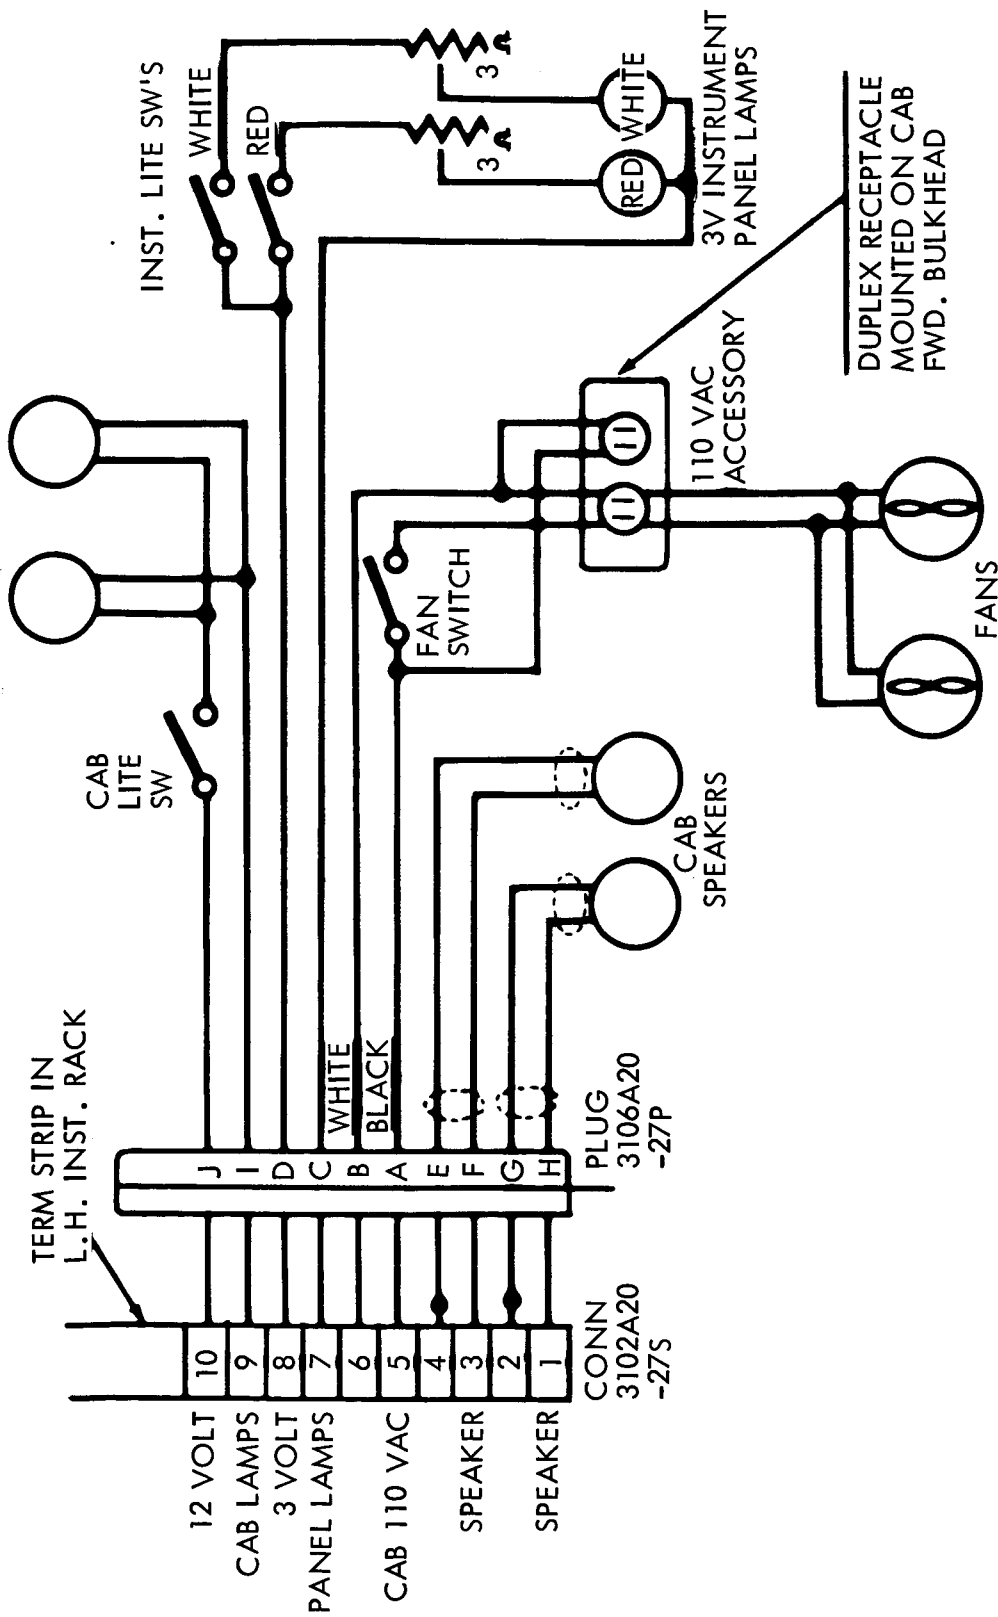 TERM STRIP IN
L.H. INST. RACK
CAB
LITE
SW
INST. LITE SW'S
WHITE
RED
3 Ω
3 Ω
WHITE
RED
3V INSTRUMENT
PANEL LAMPS
12 VOLT
CAB LAMPS
3 VOLT
PANEL LAMPS
CAB 110 VAC
SPEAKER
SPEAKER
10
9
8
7
6
5
4
3
2
1
J
I
D
C
B
A
E
F
G
H
WHITE
BLACK
FAN
SWITCH
110 VAC
ACCESSORY
DUPLEX RECEPTACLE
MOUNTED ON CAB
FWD. BULKHEAD
CONN
3102A20
-27S
PLUG
3106A20
-27P
CAB
SPEAKERS
FANS